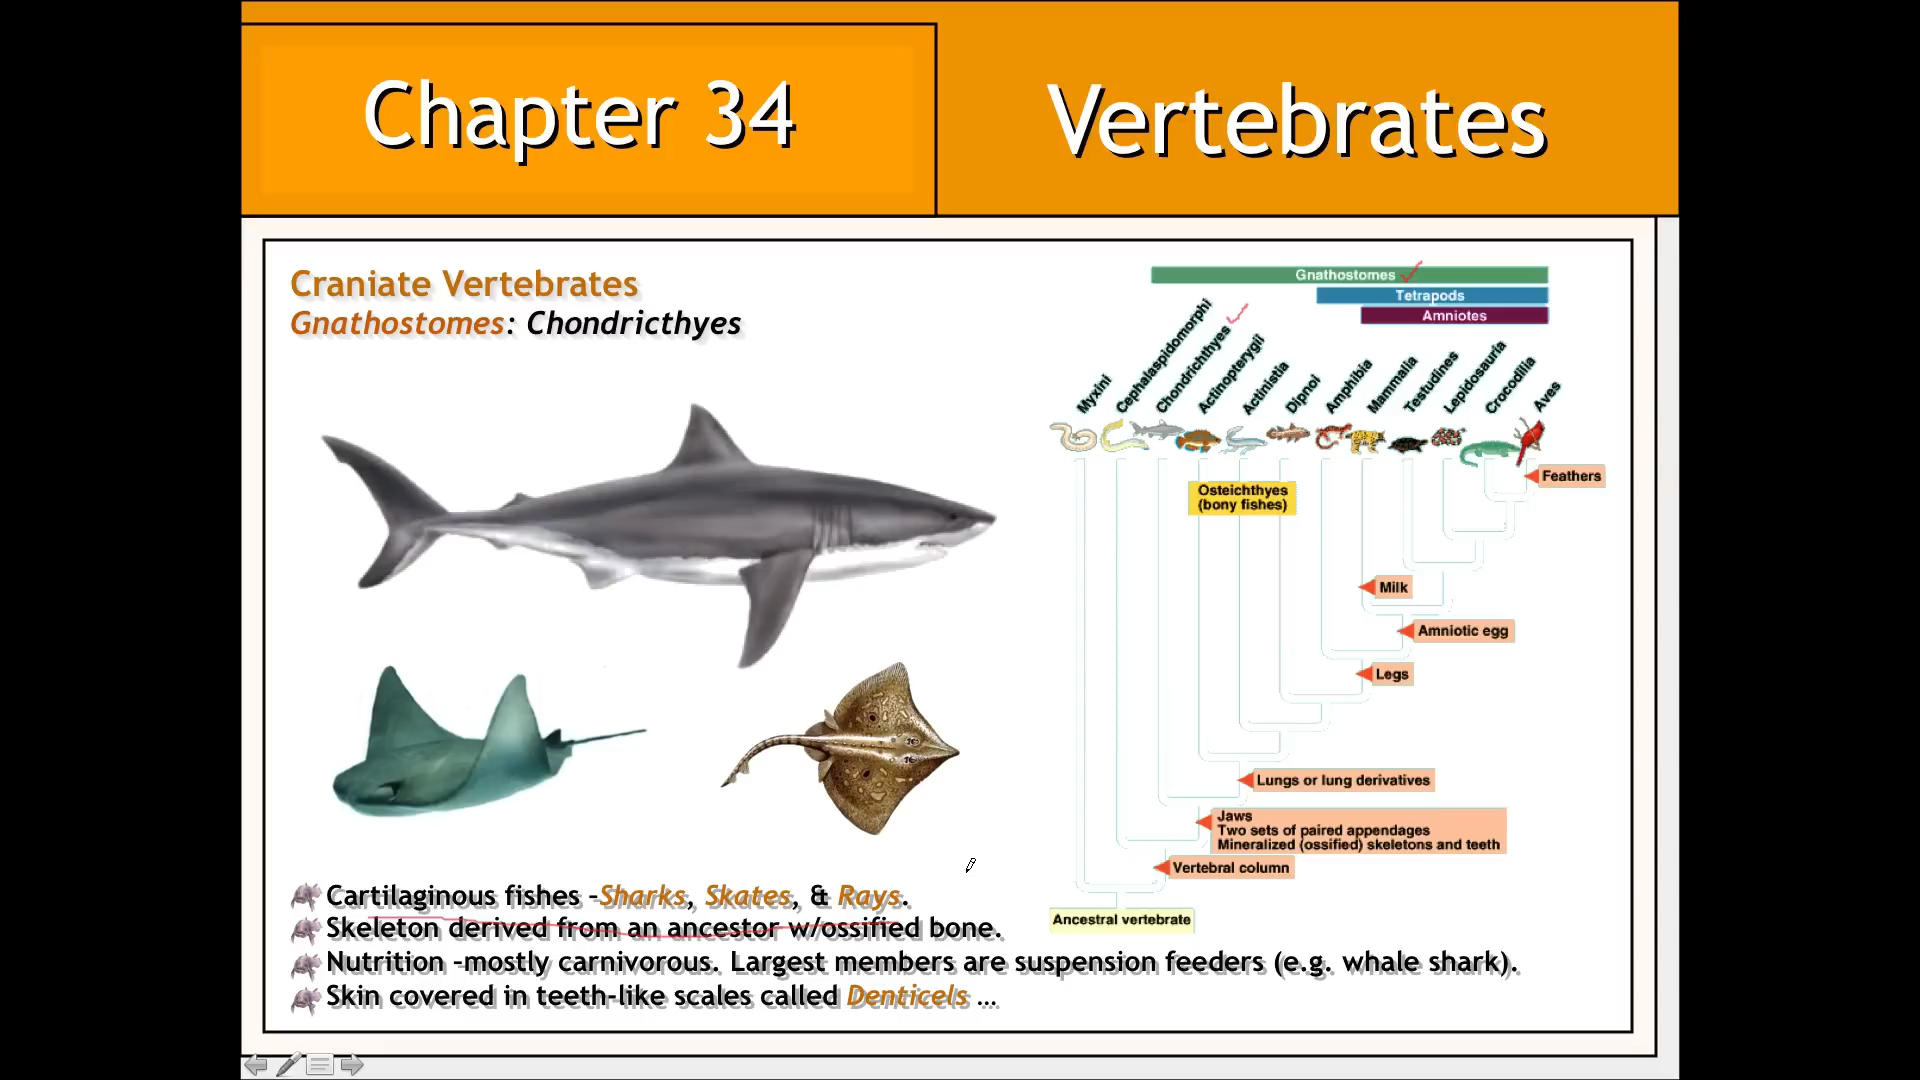 Chapter 34
Vertebrates
Craniate Vertebrates
Gnathostomes: Chondricthyes
Gnathostomes
Tetrapods
Amniotes
Myxini
Cephalaspidomorphi
Chondrichthyes
Actinopterygii
Actinistia
Dipnoi
Amphibia
Mammalia
Testudines
Lepidosauria
Crocodilia
Aves
Feathers
Osteichthyes
(bony fishes)
Milk
Amniotic egg
Legs
Lungs or lung derivatives
Jaws
Two sets of paired appendages
Mineralized (ossified) skeletons and teeth
Vertebral column
Ancestral vertebrate
Cartilaginous fishes -Sharks, Skates, & Rays.
Skeleton derived from an ancestor w/ossified bone.
Nutrition -mostly carnivorous. Largest members are suspension feeders (e.g. whale shark).
Skin covered in teeth-like scales called Denticels ...